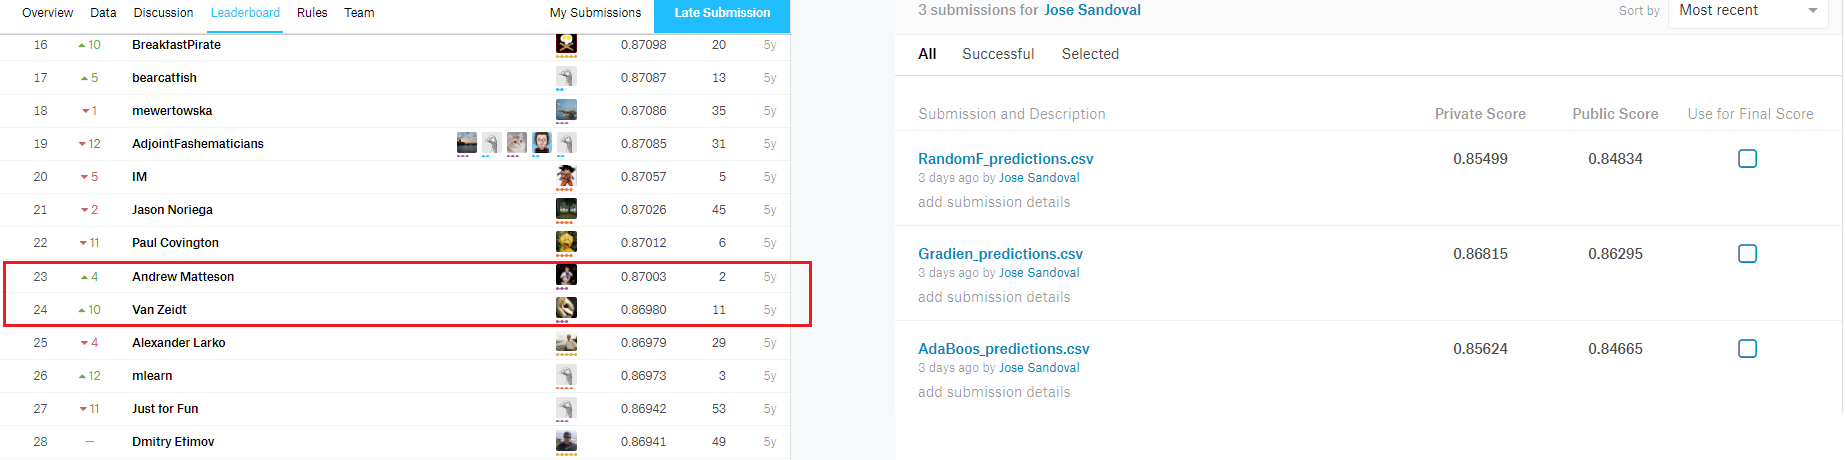 Overview Data Discussion Leaderboard Rules Team My Submissions Late Submission
16 10 BreakfastPirate 0.87098 20 5y
17 5 bearcatfish 0.87087 13 5y
18 1 mewertowska 0.87086 35 5y
19 12 AdjointFashematicians 0.87085 31 5y
20 5 IM 0.87057 5 5y
21 2 Jason Noriega 0.87026 45 5y
22 11 Paul Covington 0.87012 6 5y
23 4 Andrew Matteson 0.87003 2 5y
24 10 Van Zeidt 0.86980 11 5y
25 4 Alexander Larko 0.86979 29 5y
26 12 mlearn 0.86973 3 5y
27 11 Just for Fun 0.86942 53 5y
28 — Dmitry Efimov 0.86941 49 5y
3 submissions for Jose Sandoval Sort by Most recent
All Successful Selected
Submission and Description Private Score Public Score Use for Final Score
RandomF_predictions.csv 0.85499 0.84834
3 days ago by Jose Sandoval
add submission details
Gradien_predictions.csv 0.86815 0.86295
3 days ago by Jose Sandoval
add submission details
AdaBoos_predictions.csv 0.85624 0.84665
3 days ago by Jose Sandoval
add submission details